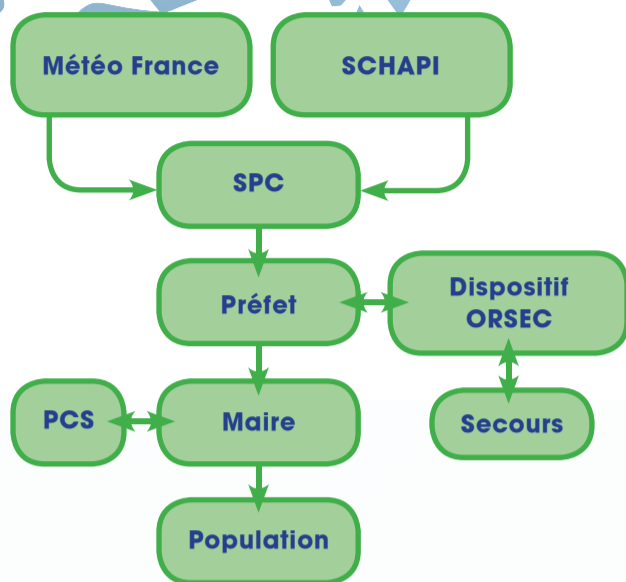 Météo France
SCHAPI
SPC
Préfet
Dispositif
ORSEC
PCS
Maire
Secours
Population